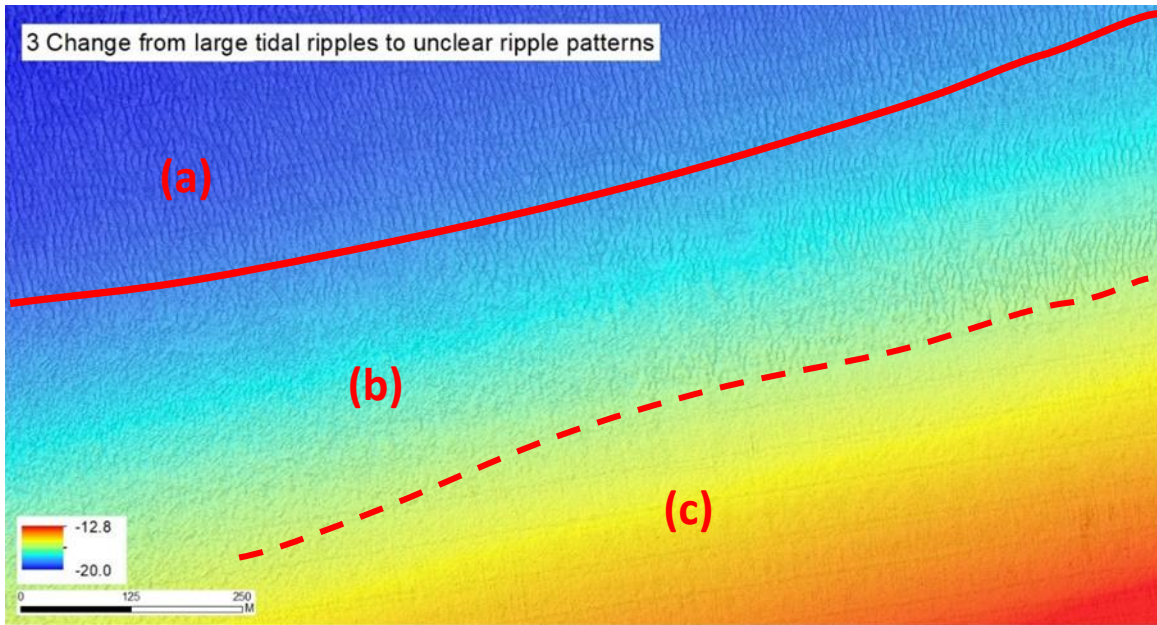 3 Change from large tidal ripples to unclear ripple patterns
(a)
(b)
(c)
-12.8
-20.0
0 125 250
M